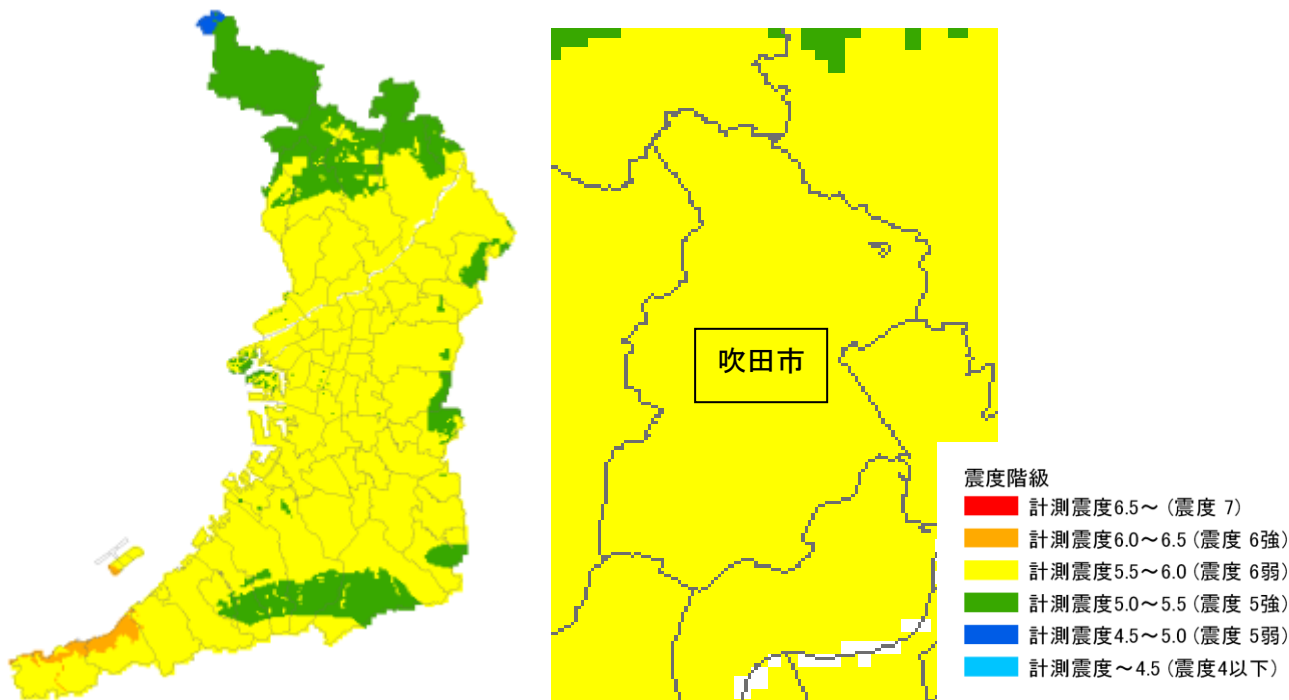 吹田市
震度階級
計測震度6.5～ (震度 7)
計測震度6.0～6.5 (震度 6強)
計測震度5.5～6.0 (震度 6弱)
計測震度5.0～5.5 (震度 5強)
計測震度4.5～5.0 (震度 5弱)
計測震度～4.5 (震度4以下)